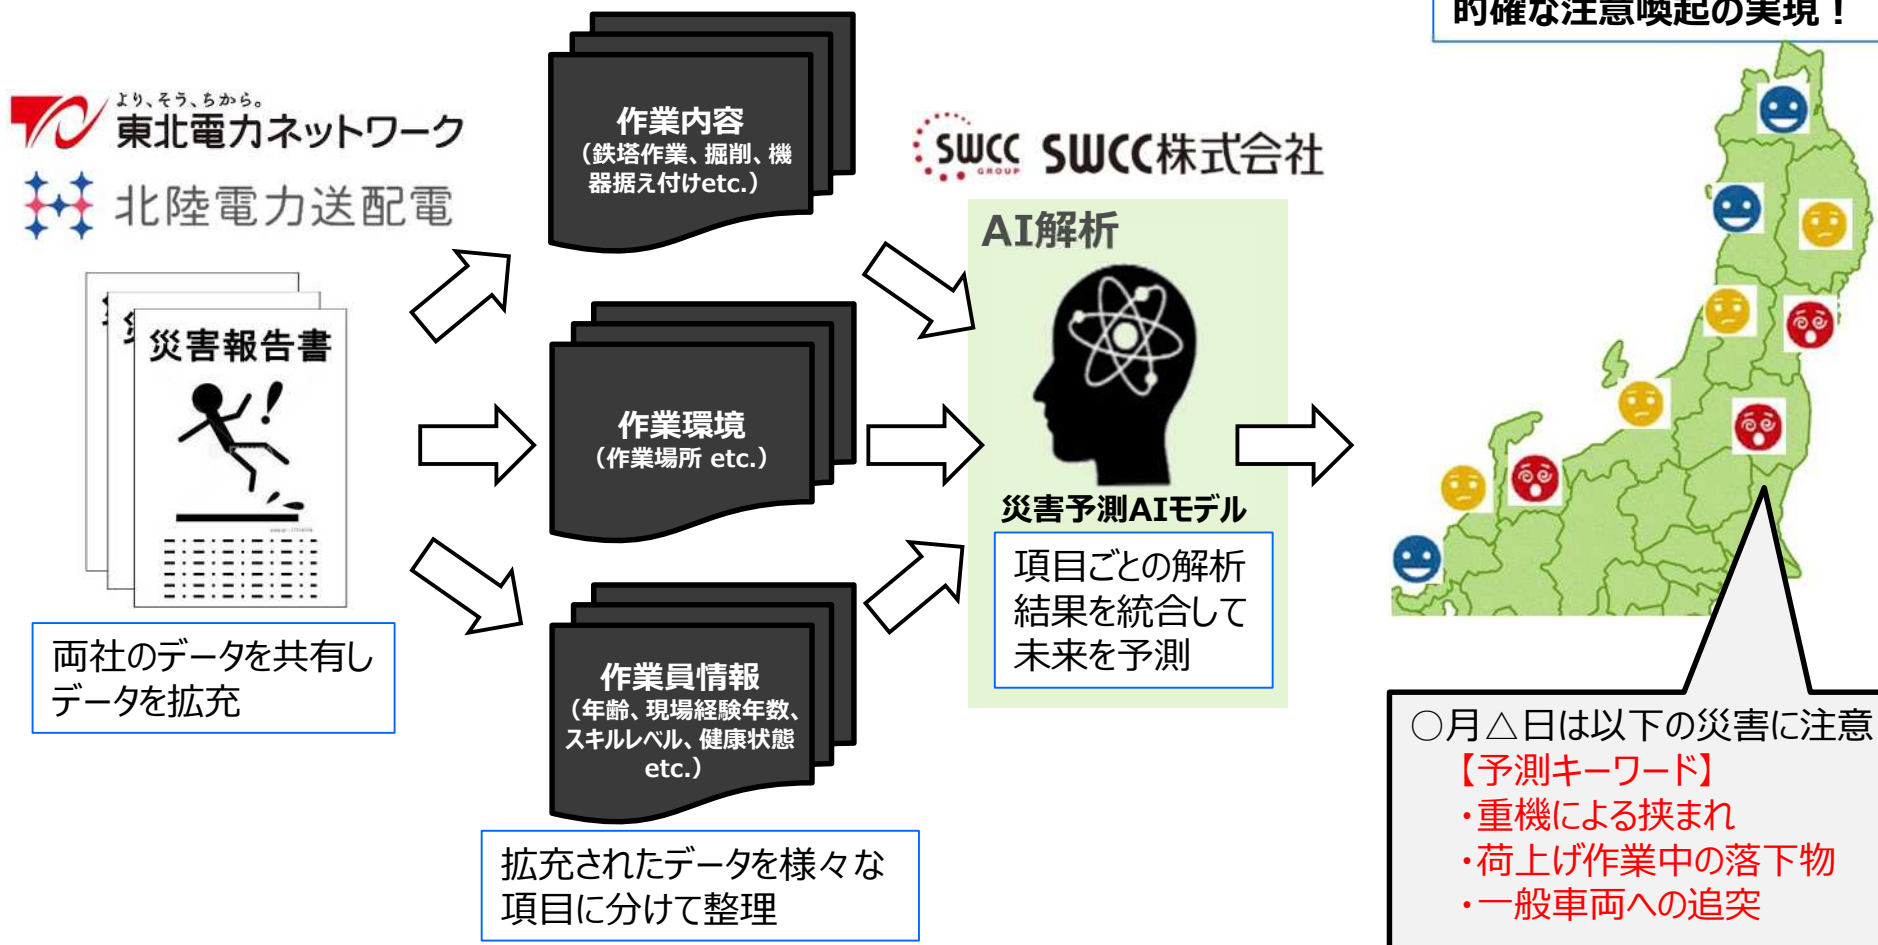 的確な注意喚起の実現！
より、そう、ちから。
東北電力ネットワーク
北陸電力送配電
災害報告書
両社のデータを共有し
データを拡充
作業内容
（鉄塔作業、掘削、機
器据え付けetc.）
作業環境
（作業場所 etc.）
作業員情報
（年齢、現場経験年数、
スキルレベル、健康状態
etc.）
拡充されたデータを様々な
項目に分けて整理
SWCC GROUP SWCC株式会社
AI解析
災害予測AIモデル
項目ごとの解析
結果を統合して
未来を予測
○月△日は以下の災害に注意
【予測キーワード】
・重機による挟まれ
・荷上げ作業中の落下物
・一般車両への追突